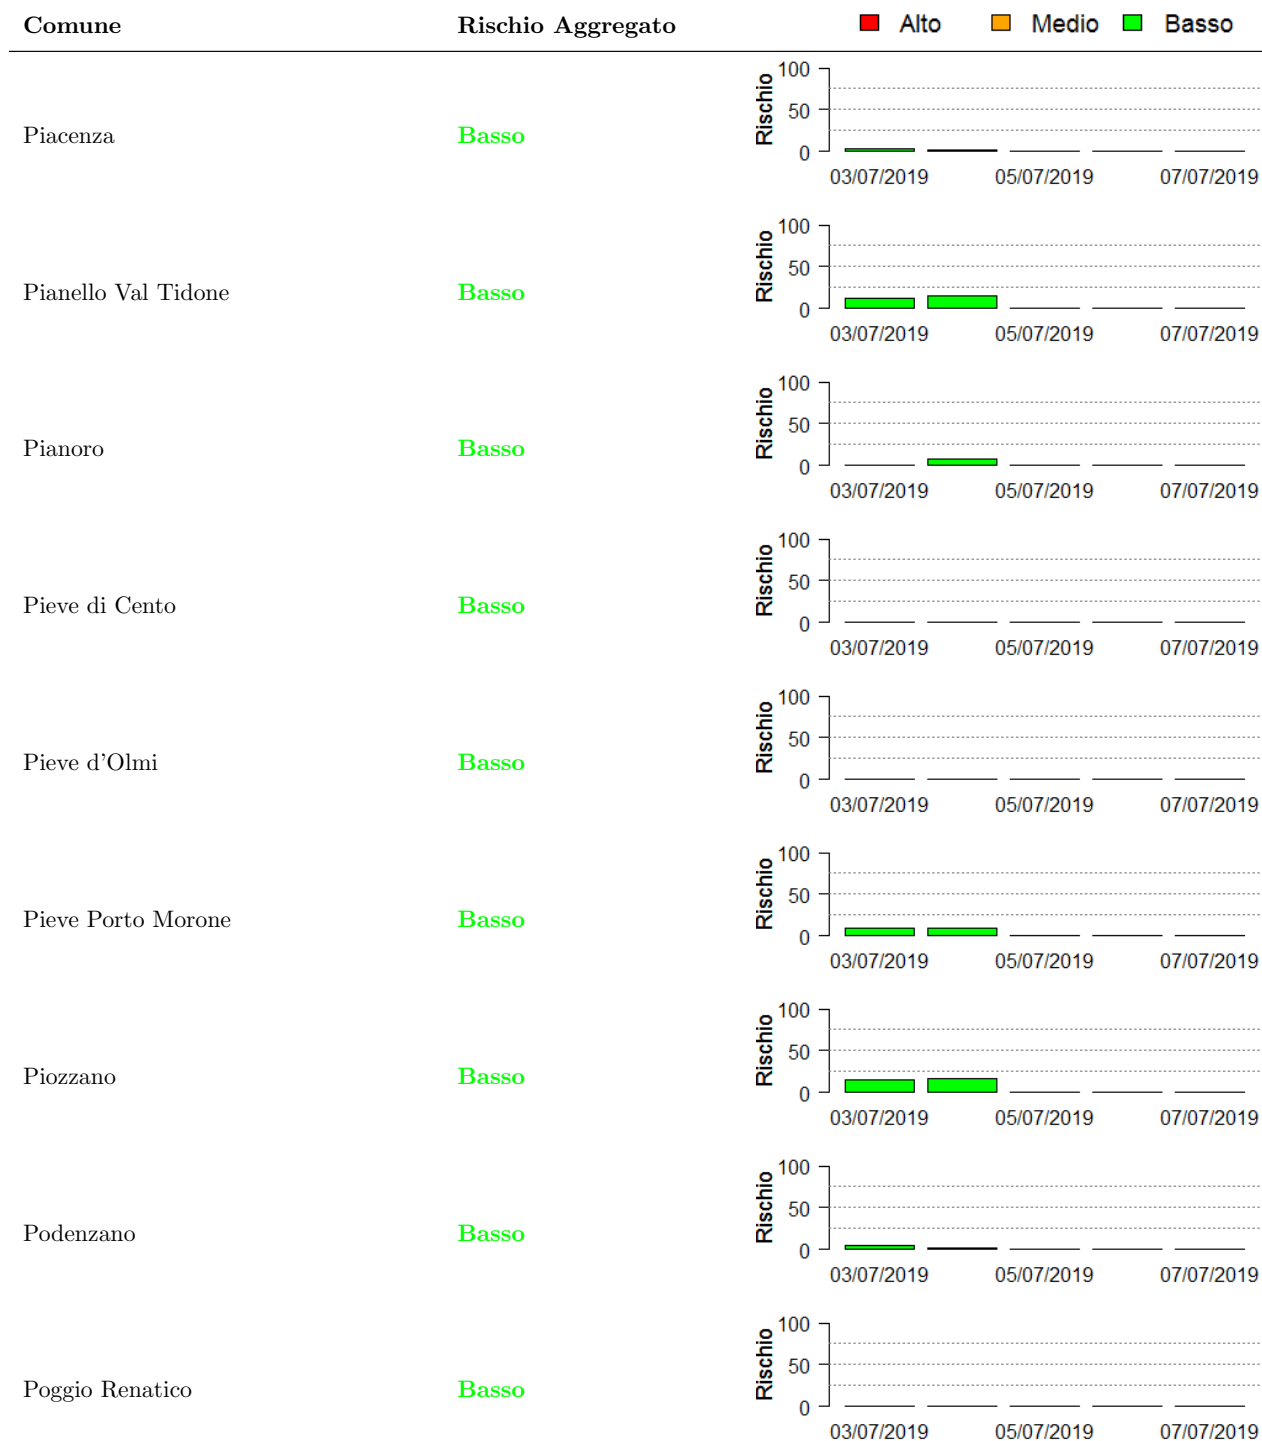 Comune Rischio Aggregato Alto Medio Basso
Piacenza Basso
Rischio
100
50
0
03/07/2019 05/07/2019 07/07/2019
Pianello Val Tidone Basso
Rischio
100
50
0
03/07/2019 05/07/2019 07/07/2019
Pianoro Basso
Rischio
100
50
0
03/07/2019 05/07/2019 07/07/2019
Pieve di Cento Basso
Rischio
100
50
0
03/07/2019 05/07/2019 07/07/2019
Pieve d'Olmi Basso
Rischio
100
50
0
03/07/2019 05/07/2019 07/07/2019
Pieve Porto Morone Basso
Rischio
100
50
0
03/07/2019 05/07/2019 07/07/2019
Piozzano Basso
Rischio
100
50
0
03/07/2019 05/07/2019 07/07/2019
Podenzano Basso
Rischio
100
50
0
03/07/2019 05/07/2019 07/07/2019
Poggio Renatico Basso
Rischio
100
50
0
03/07/2019 05/07/2019 07/07/2019